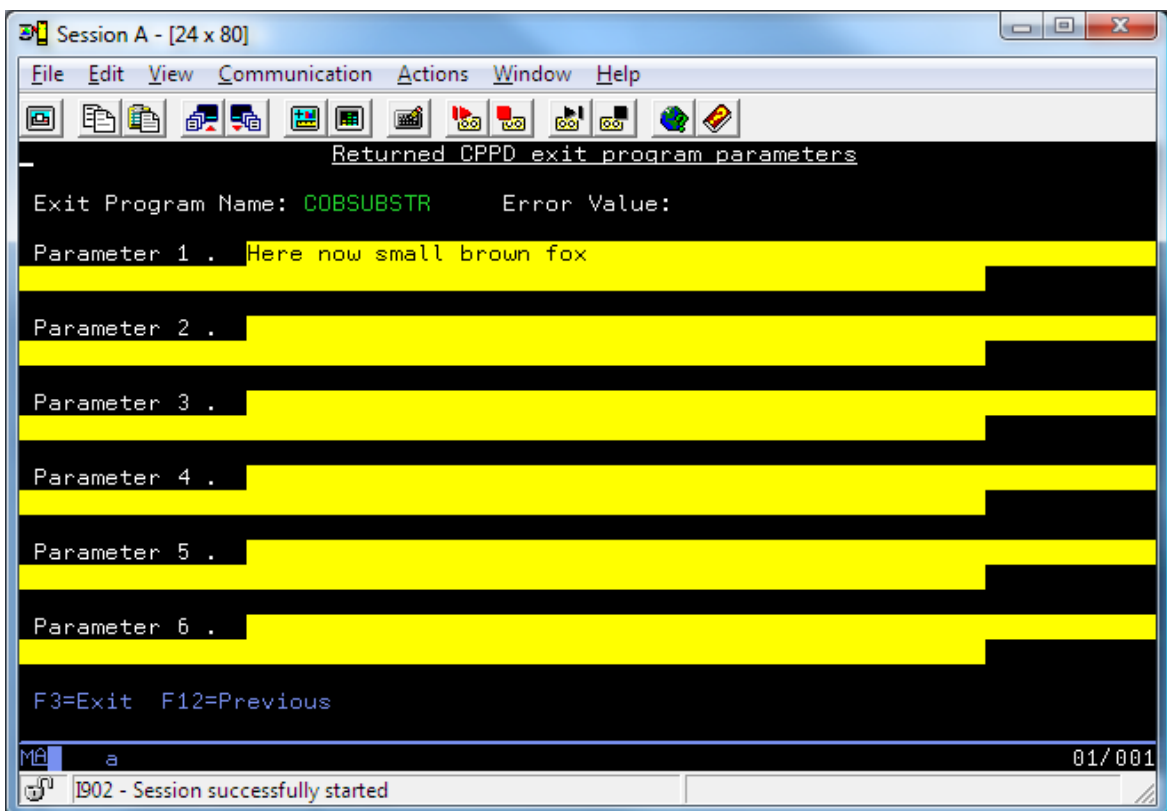 Session A - [24 x 80]
File Edit View Communication Actions Window Help
Returned CPPD exit program parameters
Exit Program Name: COBSUBSTR Error Value:
Parameter 1 . Here now small brown fox
Parameter 2 .
Parameter 3 .
Parameter 4 .
Parameter 5 .
Parameter 6 .
F3=Exit F12=Previous
MA a 01/001
I902 - Session successfully started